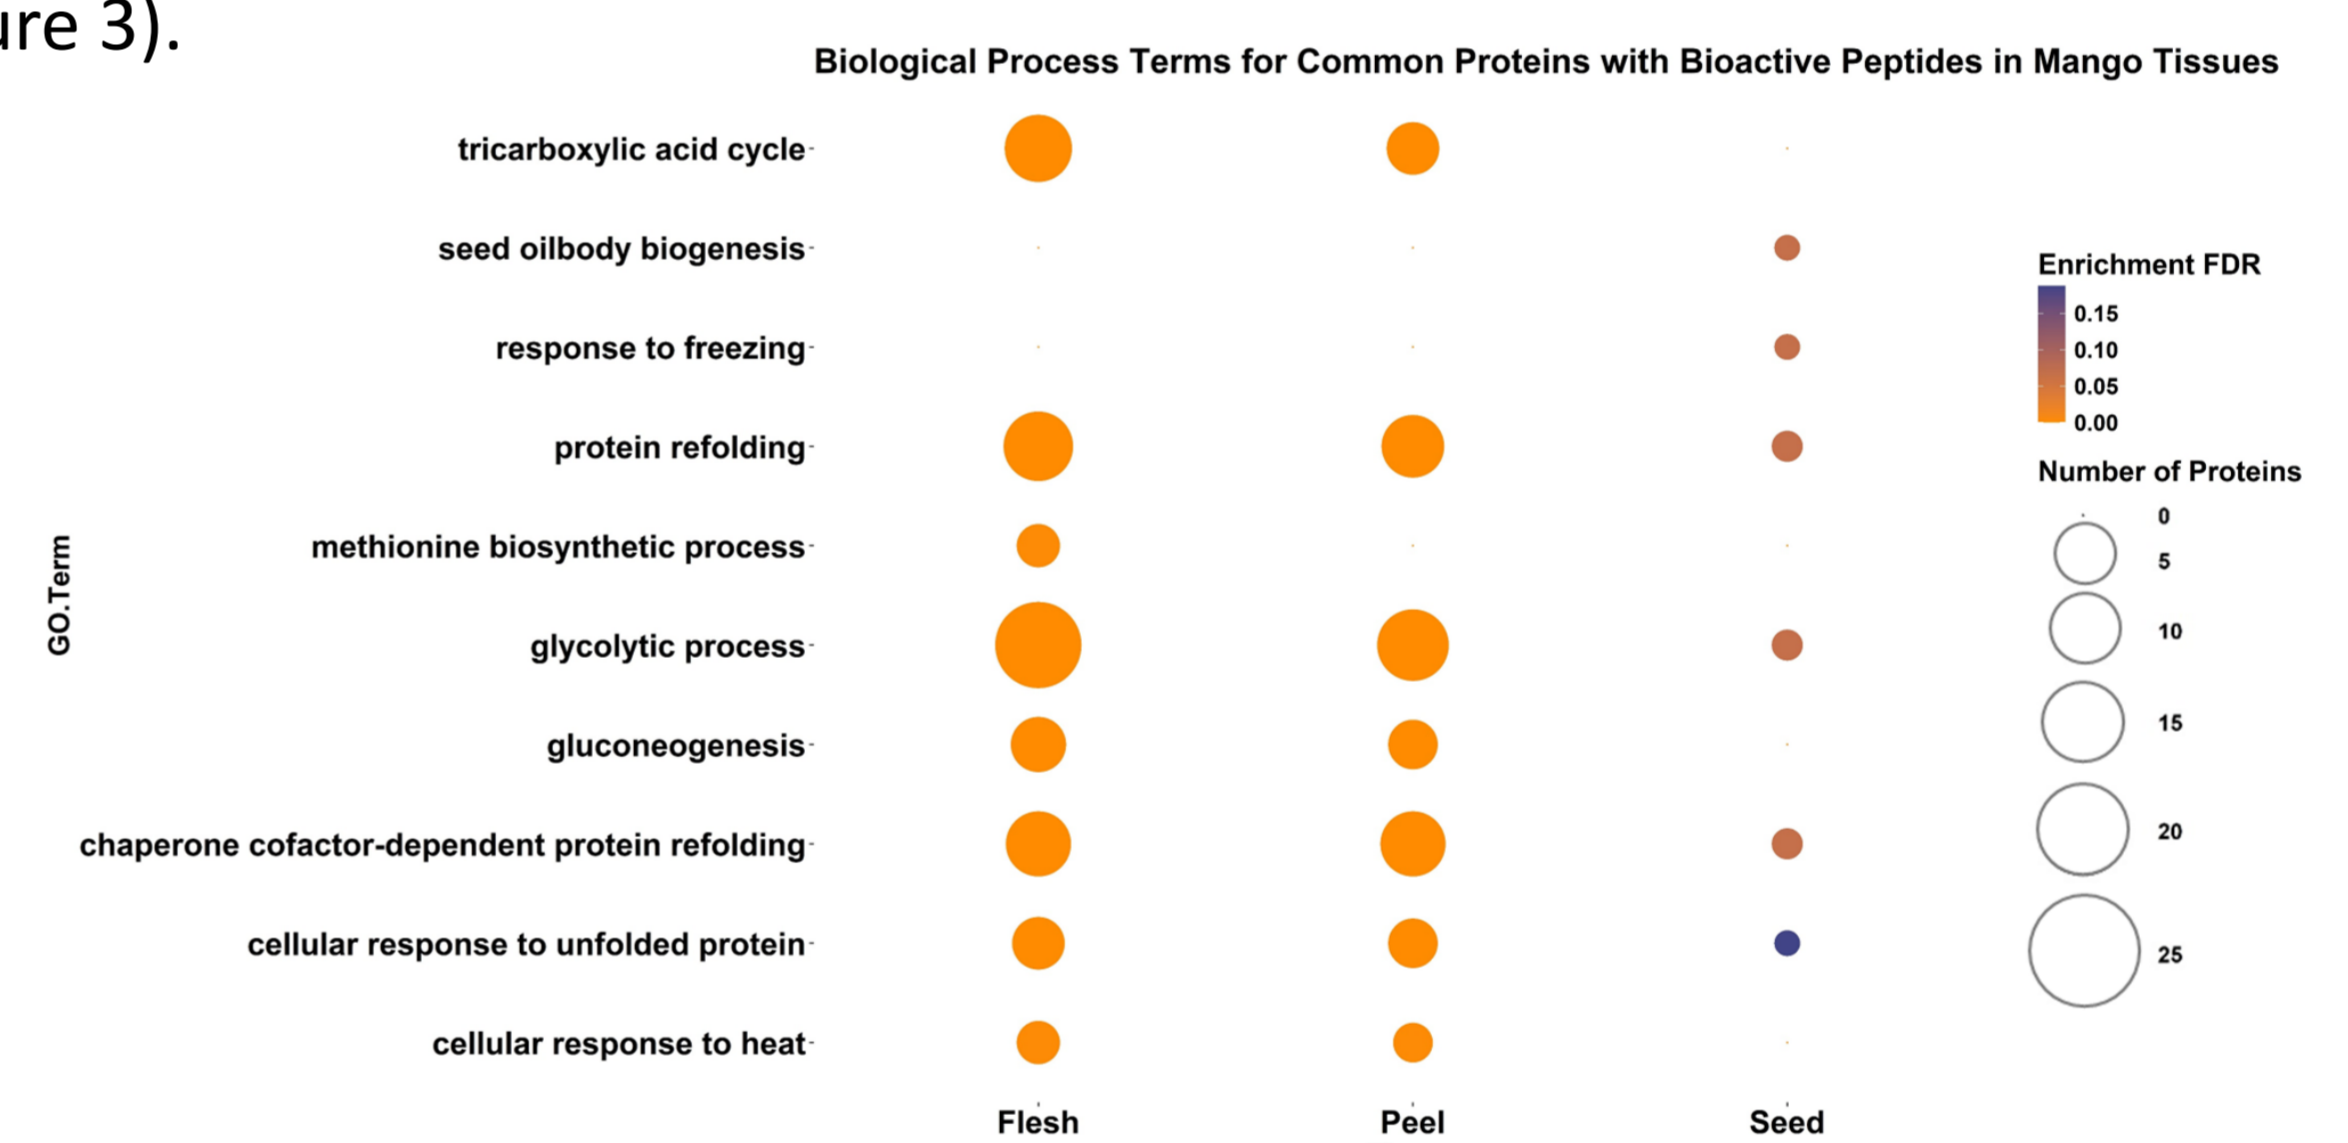 ure 3).
Biological Process Terms for Common Proteins with Bioactive Peptides in Mango Tissues
tricarboxylic acid cycle
seed oilbody biogenesis
response to freezing
protein refolding
methionine biosynthetic process
glycolytic process
gluconeogenesis
chaperone cofactor-dependent protein refolding
cellular response to unfolded protein
cellular response to heat
GO.Term
Flesh
Peel
Seed
Enrichment FDR
0.15
0.10
0.05
0.00
Number of Proteins
0
5
10
15
20
25